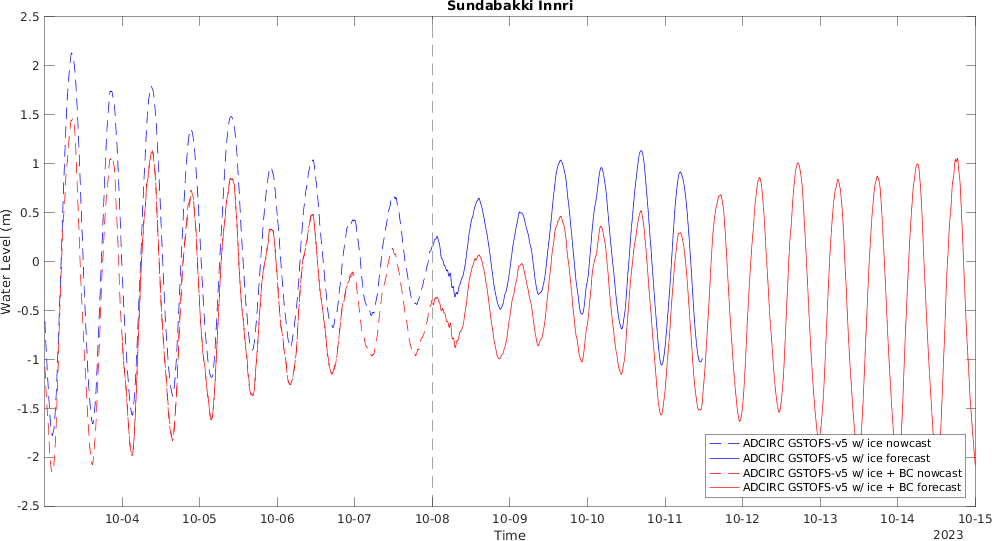 Sundabakki Innri
2.5
2
1.5
1
0.5
0
-0.5
-1
-1.5
-2
-2.5
Water Level (m)
10-04 10-05 10-06 10-07 10-08 10-09 10-10 10-11 10-12 10-13 10-14 10-15
Time
2023
ADCIRC GSTOFS-v5 w/ ice nowcast
ADCIRC GSTOFS-v5 w/ ice forecast
ADCIRC GSTOFS-v5 w/ ice + BC nowcast
ADCIRC GSTOFS-v5 w/ ice + BC forecast